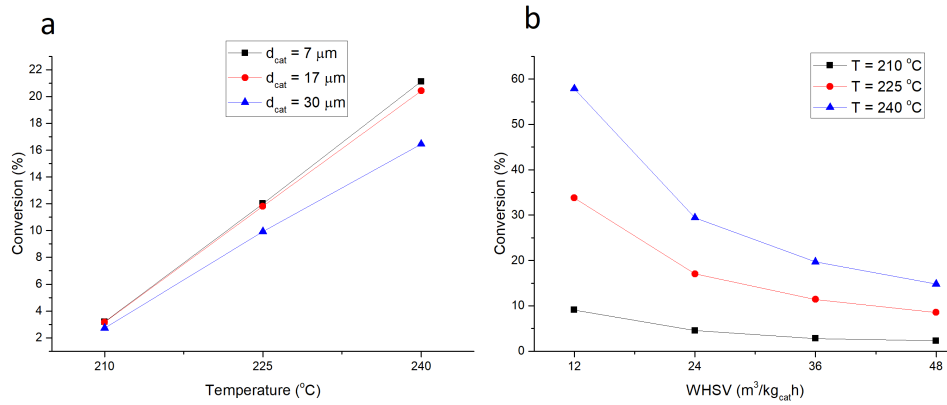 a
d_cat = 7 μm
d_cat = 17 μm
d_cat = 30 μm
22
20
18
16
14
12
10
8
6
4
2
Conversion (%)
210
225
240
Temperature (°C)
b
T = 210 °C
T = 225 °C
T = 240 °C
60
50
40
30
20
10
0
Conversion (%)
12
24
36
48
WHSV (m³/kg_cat h)